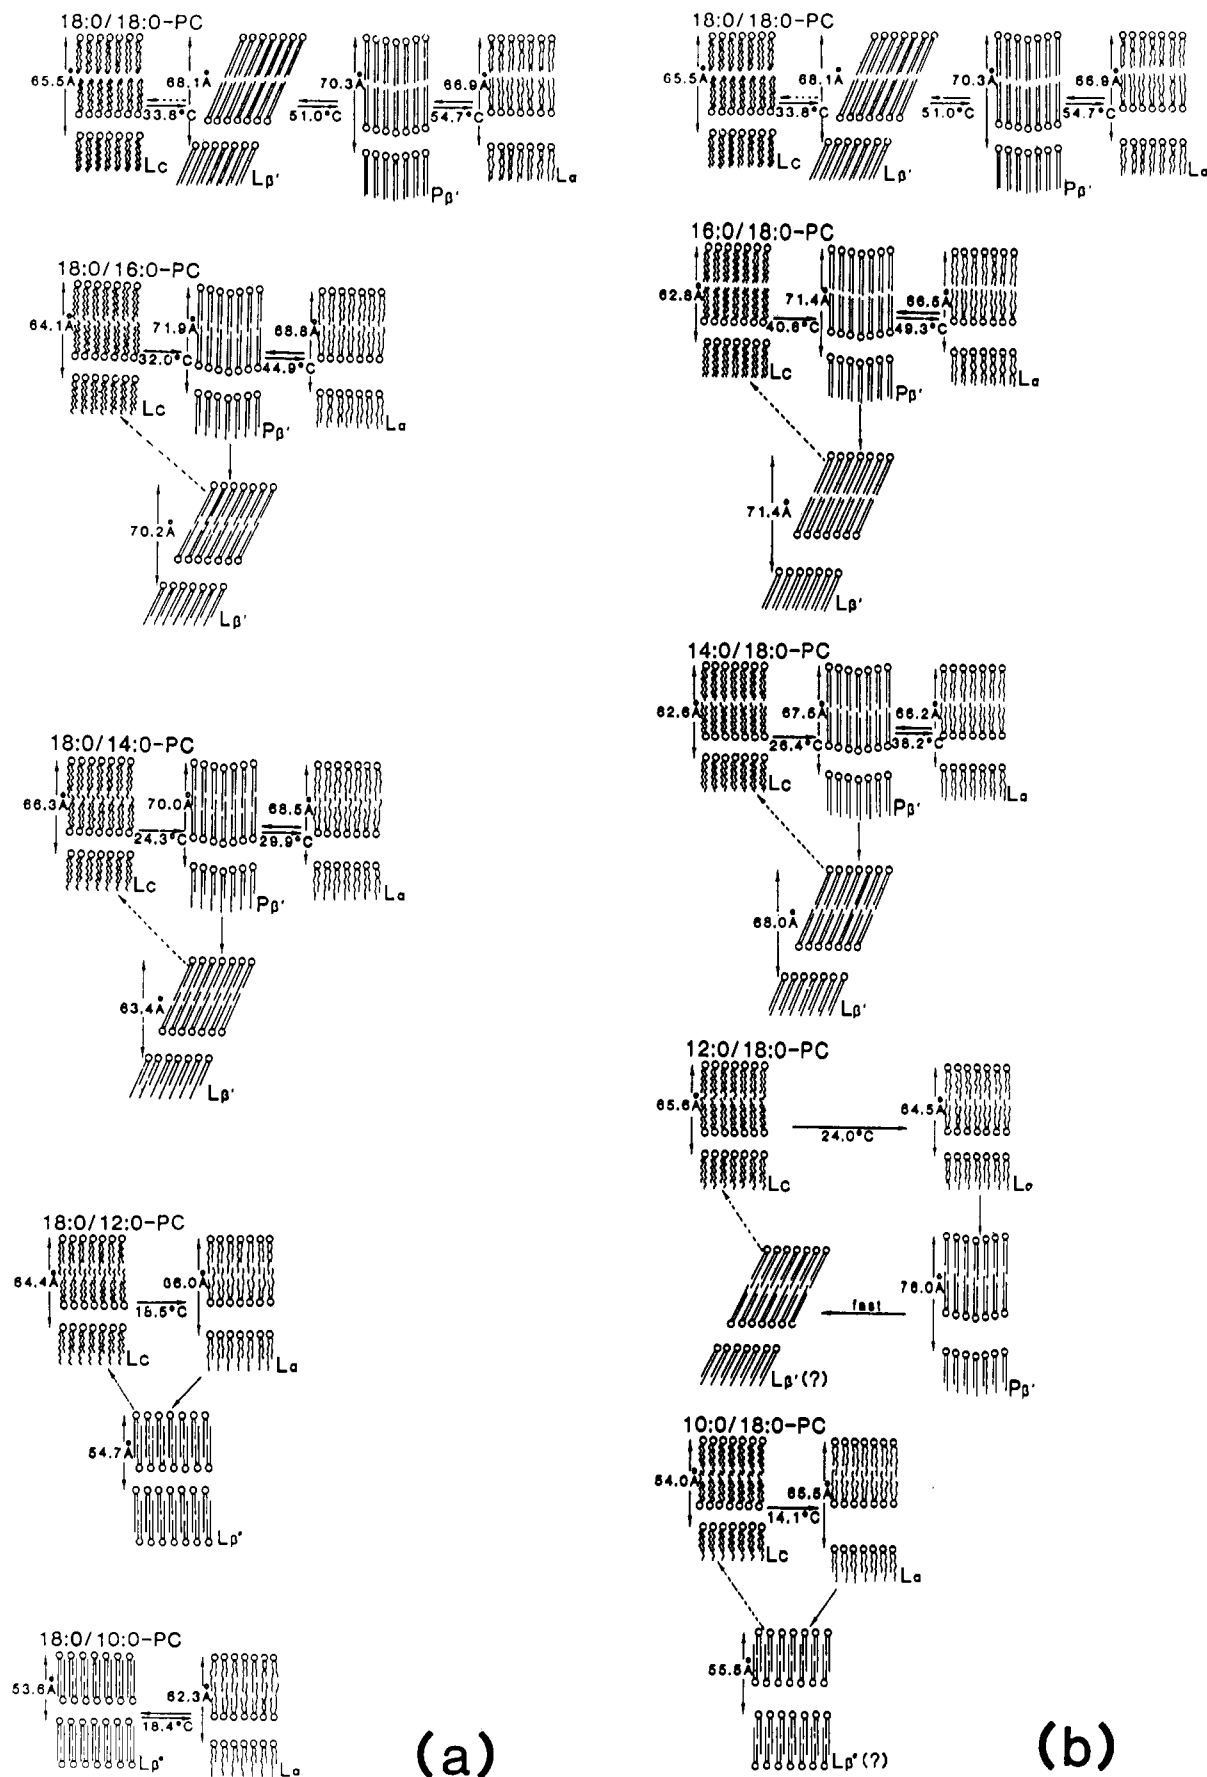 18:0/18:0-PC
65.5Å
33.8°C
68.1Å
51.0°C
70.3Å
54.7°C
66.9Å
Lc
Lβ'
Pβ'
Lα
18:0/16:0-PC
64.1Å
32.0°C
71.9Å
44.9°C
68.8Å
Lc
Pβ'
Lα
70.2Å
Lβ'
18:0/14:0-PC
66.3Å
24.3°C
70.0Å
29.9°C
68.5Å
Lc
Pβ'
Lα
63.4Å
Lβ'
18:0/12:0-PC
64.4Å
18.5°C
66.0Å
Lc
Lα
54.7Å
Lβ*
18:0/10:0-PC
53.6Å
18.4°C
62.3Å
Lβ*
Lα
(a)
18:0/18:0-PC
65.5Å
33.8°C
68.1Å
51.0°C
70.3Å
54.7°C
66.9Å
Lc
Lβ'
Pβ'
Lα
16:0/18:0-PC
62.8Å
40.6°C
71.4Å
49.3°C
66.5Å
Lc
Pβ'
Lα
71.4Å
Lβ'
14:0/18:0-PC
62.6Å
26.4°C
67.5Å
38.2°C
66.2Å
Lc
Pβ'
Lα
68.0Å
Lβ'
12:0/18:0-PC
65.6Å
24.0°C
64.5Å
Lc
Lα
76.0Å
fast
Lβ'(?)
Pβ'
10:0/18:0-PC
54.0Å
14.1°C
65.5Å
Lc
Lα
55.5Å
Lβ*(?)
(b)